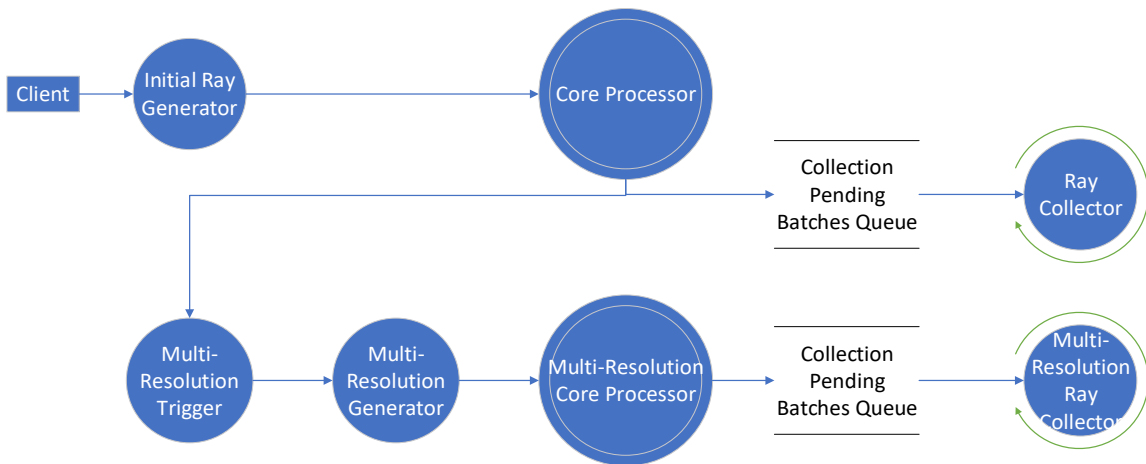 Client
Initial Ray
Generator
Core Processor
Collection
Pending
Batches Queue
Ray
Collector
Multi-
Resolution
Trigger
Multi-
Resolution
Generator
Multi-Resolution
Core Processor
Collection
Pending
Batches Queue
Multi-
Resolution
Ray
Collector